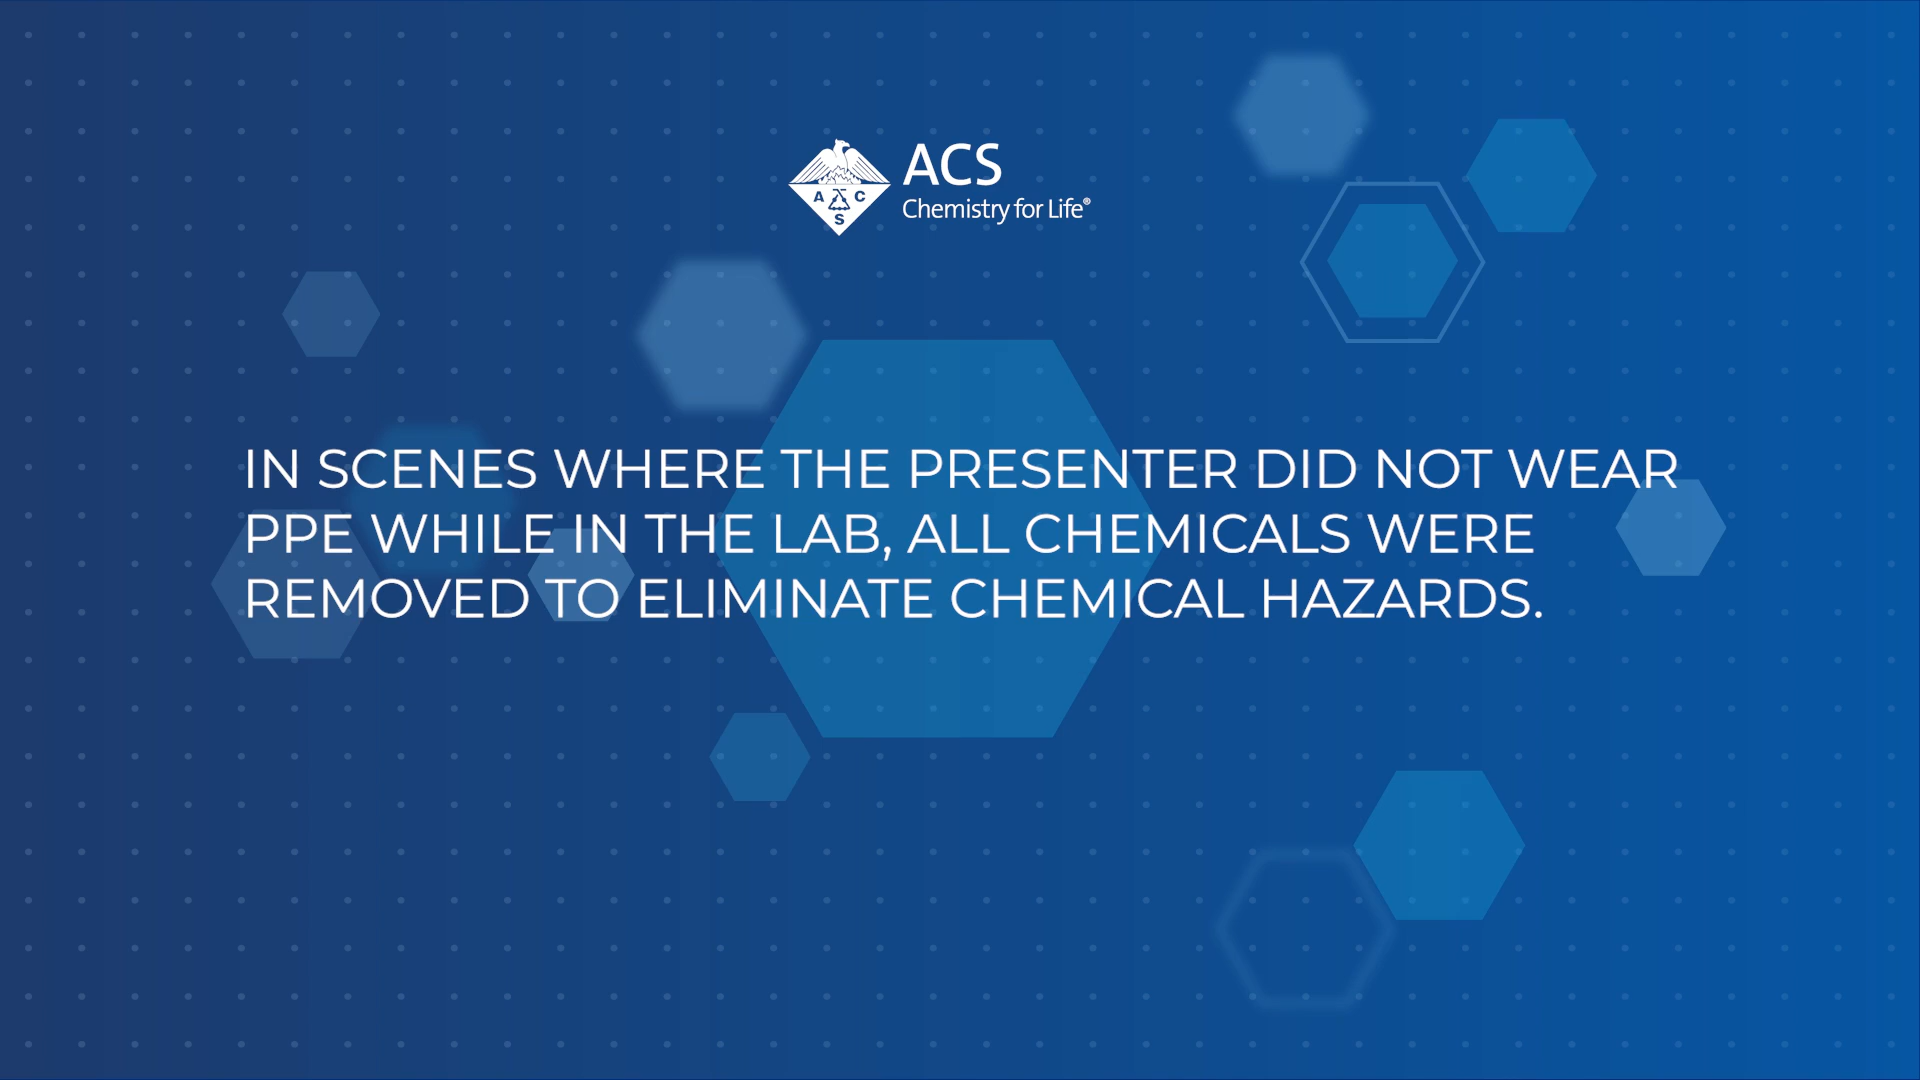 ACS
Chemistry for Life®
A C
S
IN SCENES WHERE THE PRESENTER DID NOT WEAR
PPE WHILE IN THE LAB, ALL CHEMICALS WERE
REMOVED TO ELIMINATE CHEMICAL HAZARDS.